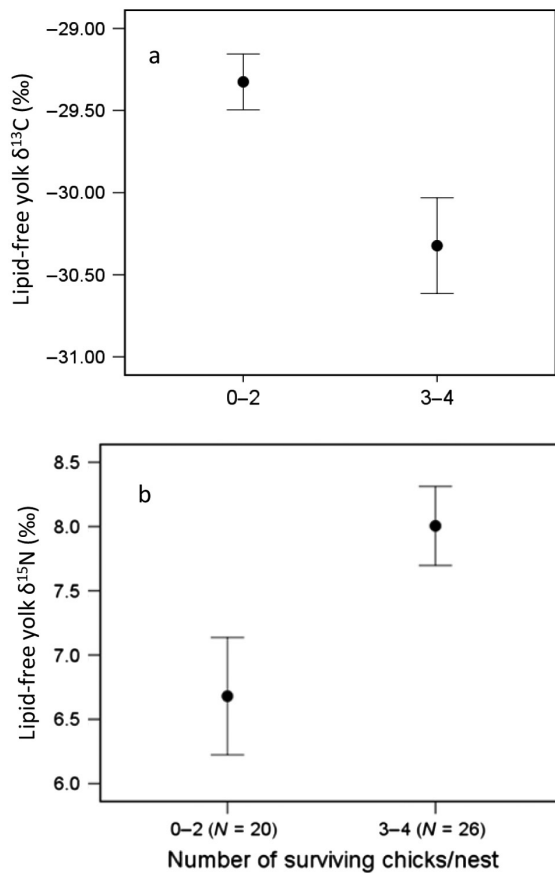 a
Lipid-free yolk δ¹³C (‰)
–29.00
–29.50
–30.00
–30.50
–31.00
0–2
3–4
b
Lipid-free yolk δ¹⁵N (‰)
8.5
8.0
7.5
7.0
6.5
6.0
0–2 (N = 20)
3–4 (N = 26)
Number of surviving chicks/nest